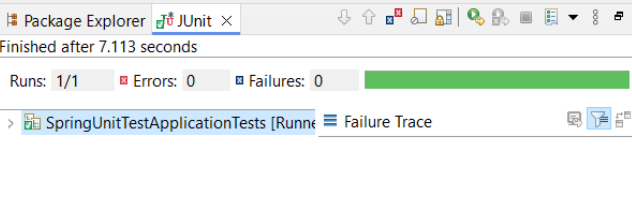 Package Explorer JUnit
Finished after 7.113 seconds
Runs: 1/1 Errors: 0 Failures: 0
SpringUnitTestApplicationTests [Runne Failure Trace